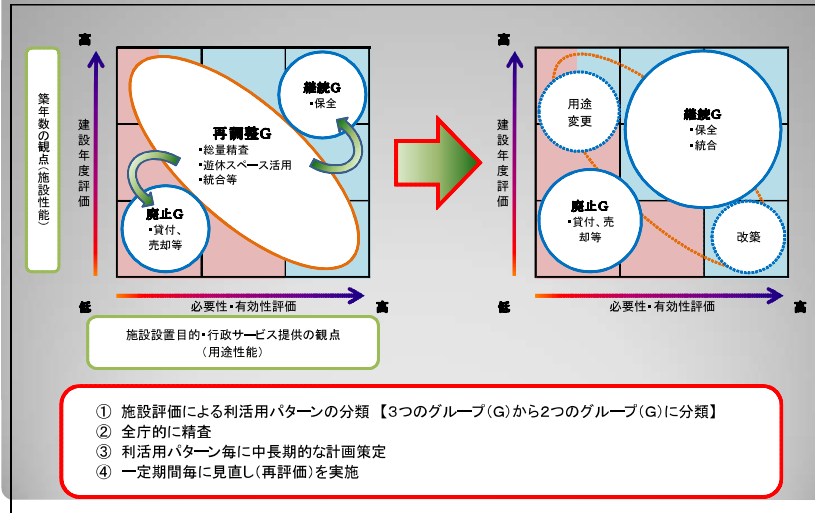 高
築年数の観点(施設性能)
建設年度評価
継続G
・保全
再調整G
・総量精査
・遊休スペース活用
・統合等
廃止G
・貸付、
売却等
低
必要性・有効性評価
高
施設設置目的・行政サービス提供の観点
(用途性能)
高
建設年度評価
用途
変更
継続G
・保全
・統合
廃止G
・貸付、売
却等
改築
低
必要性・有効性評価
高
① 施設評価による利活用パターンの分類 【3つのグループ(G)から2つのグループ(G)に分類】
② 全庁的に精査
③ 利活用パターン毎に中長期的な計画策定
④ 一定期間毎に見直し(再評価)を実施